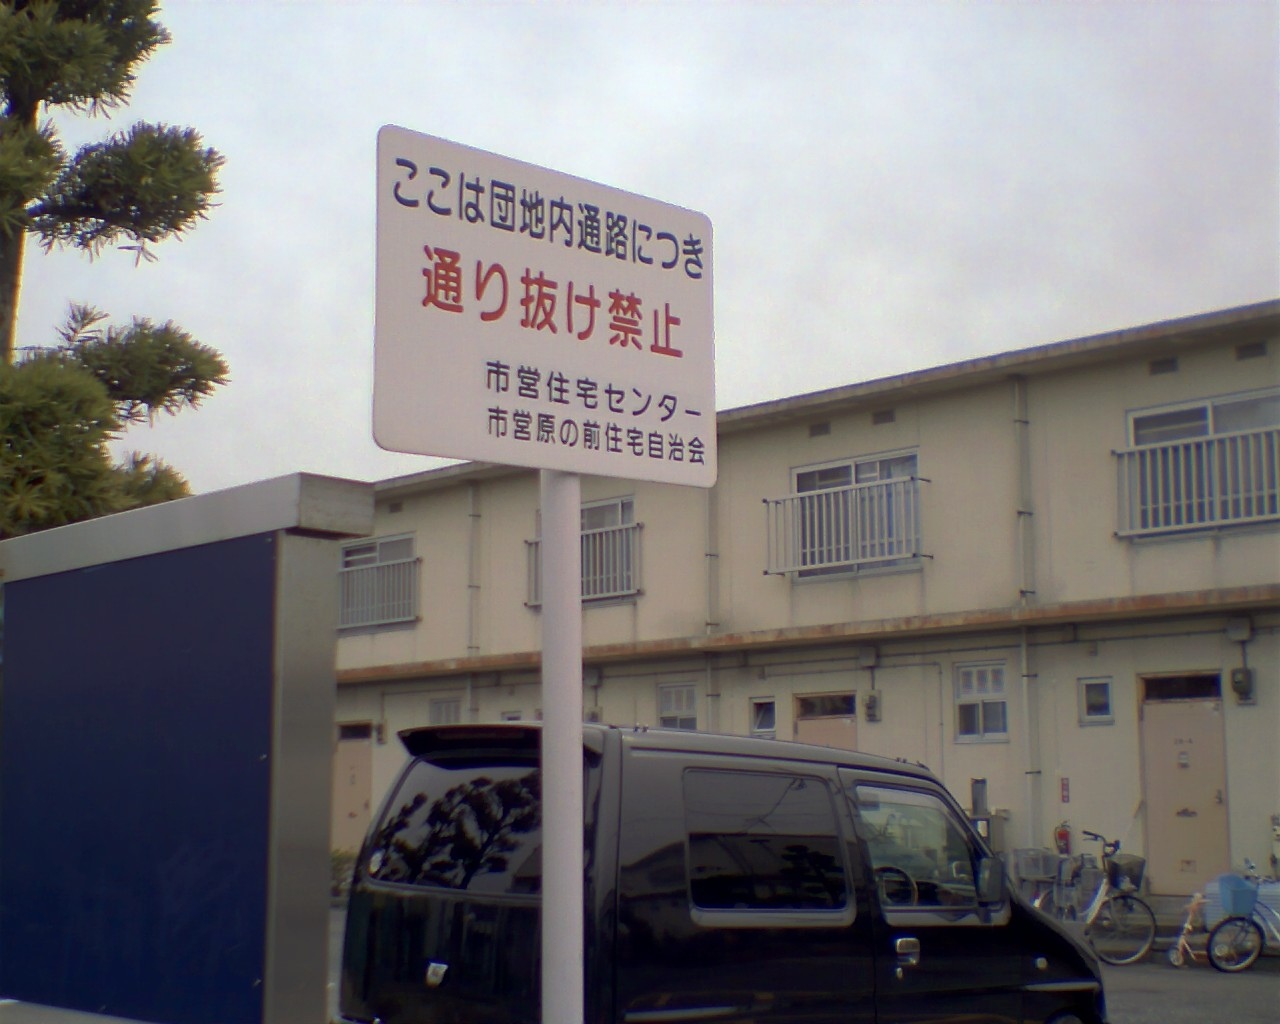 ここは団地内通路につき
通り抜け禁止
市営住宅センター
市営原の前住宅自治会